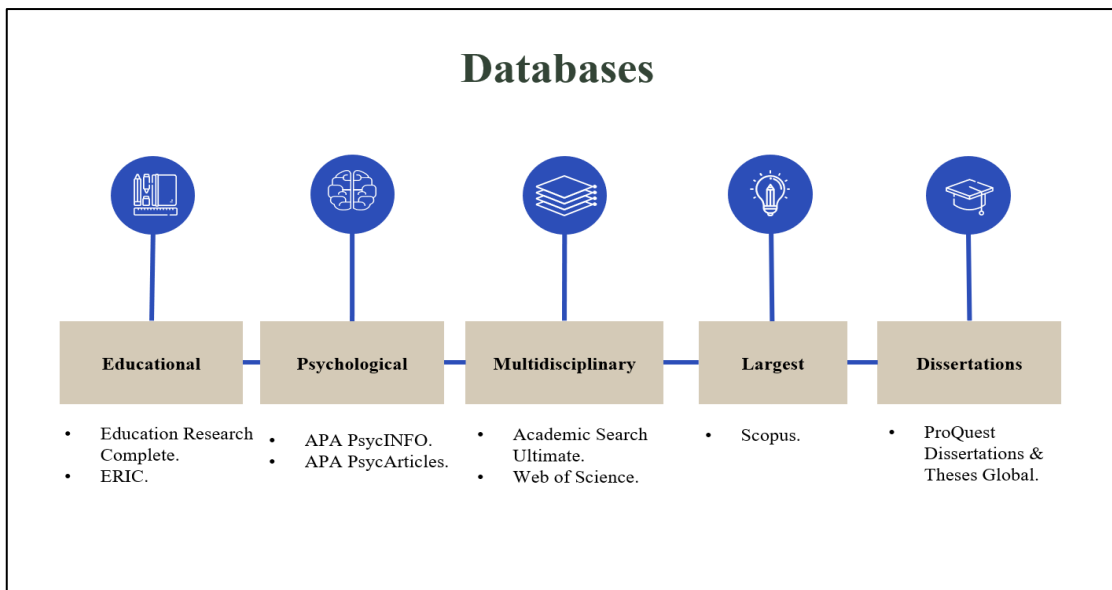 Databases
Educational
Psychological
Multidisciplinary
Largest
Dissertations
• Education Research
Complete.
• ERIC.
• APA PsycINFO.
• APA PsycArticles.
• Academic Search
Ultimate.
• Web of Science.
• Scopus.
• ProQuest
Dissertations &
Theses Global.